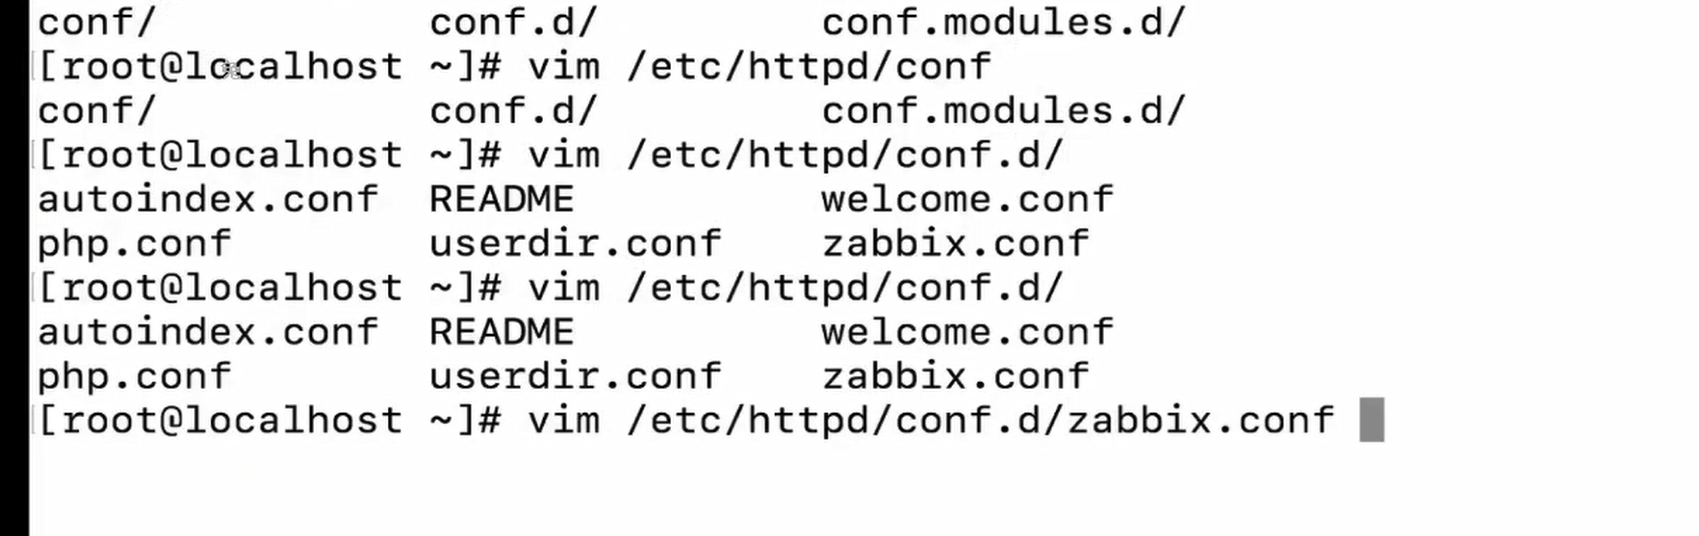 conf/ conf.d/ conf.modules.d/
[root@localhost ~]# vim /etc/httpd/conf
conf/ conf.d/ conf.modules.d/
[root@localhost ~]# vim /etc/httpd/conf.d/
autoindex.conf README welcome.conf
php.conf userdir.conf zabbix.conf
[root@localhost ~]# vim /etc/httpd/conf.d/
autoindex.conf README welcome.conf
php.conf userdir.conf zabbix.conf
[root@localhost ~]# vim /etc/httpd/conf.d/zabbix.conf